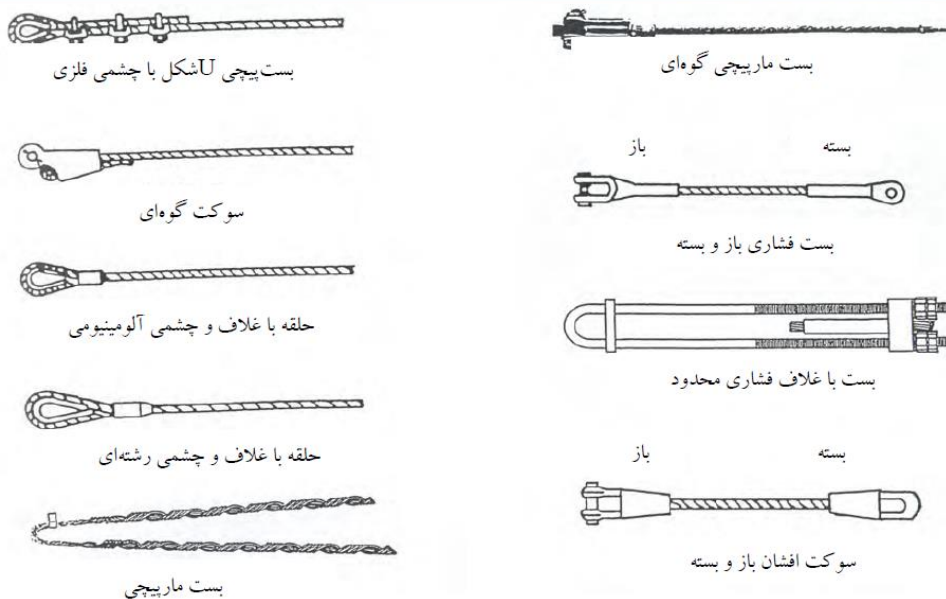 بست‌پیچی U شکل با چشمی فلزی
سوکت گوه‌ای
حلقه با غلاف و چشمی آلومینیومی
حلقه با غلاف و چشمی رشته‌ای
بست مارپیچی
بست مارپیچی گوه‌ای
بسته باز
بست فشاری باز و بسته
بست با غلاف فشاری محدود
بسته باز
سوکت افشان باز و بسته